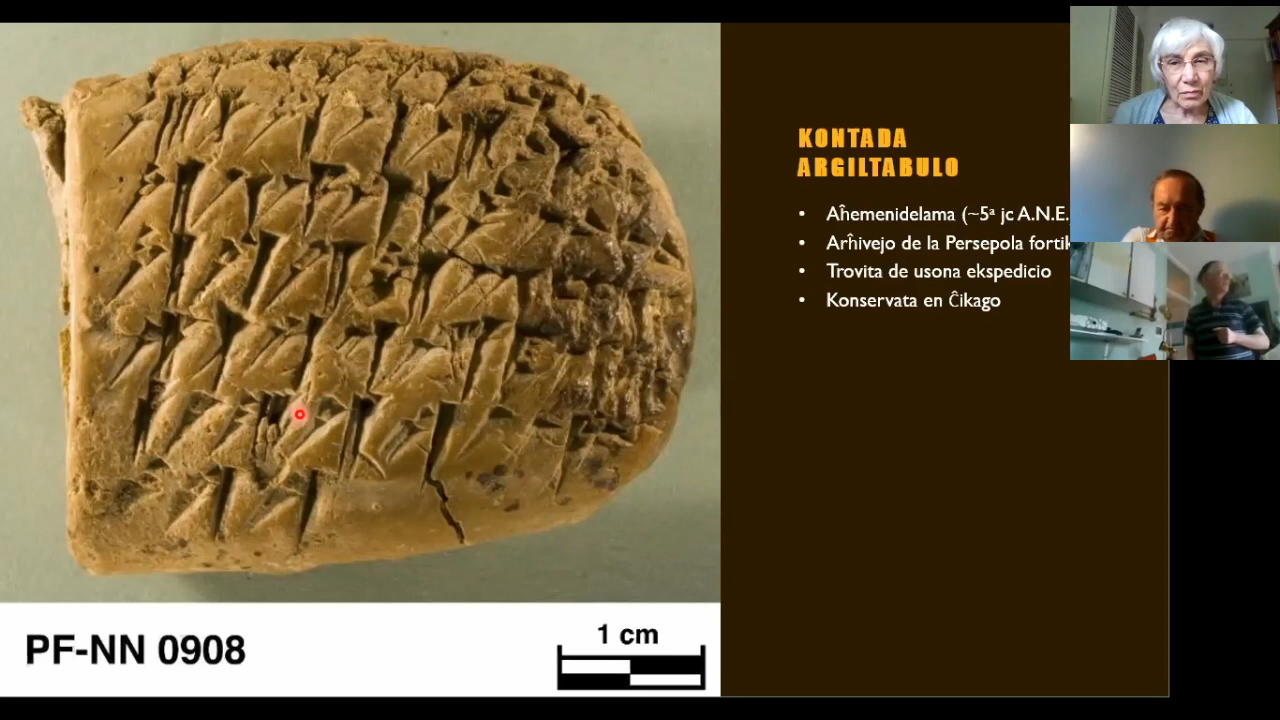 KONTADA
ARGILTABULO
• Aĥemenidelama (~5ª jc A.N.E.
• Arĥivejo de la Persepola
• Trovita de usona ekspedicio
• Konservata en Ĉikago
1 cm
PF-NN 0908